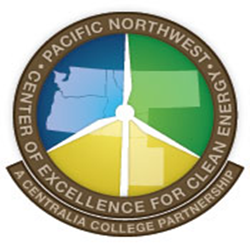 · PACIFIC NORTHWEST ·
CENTER OF EXCELLENCE FOR CLEAN ENERGY
A CENTRALIA COLLEGE PARTNERSHIP